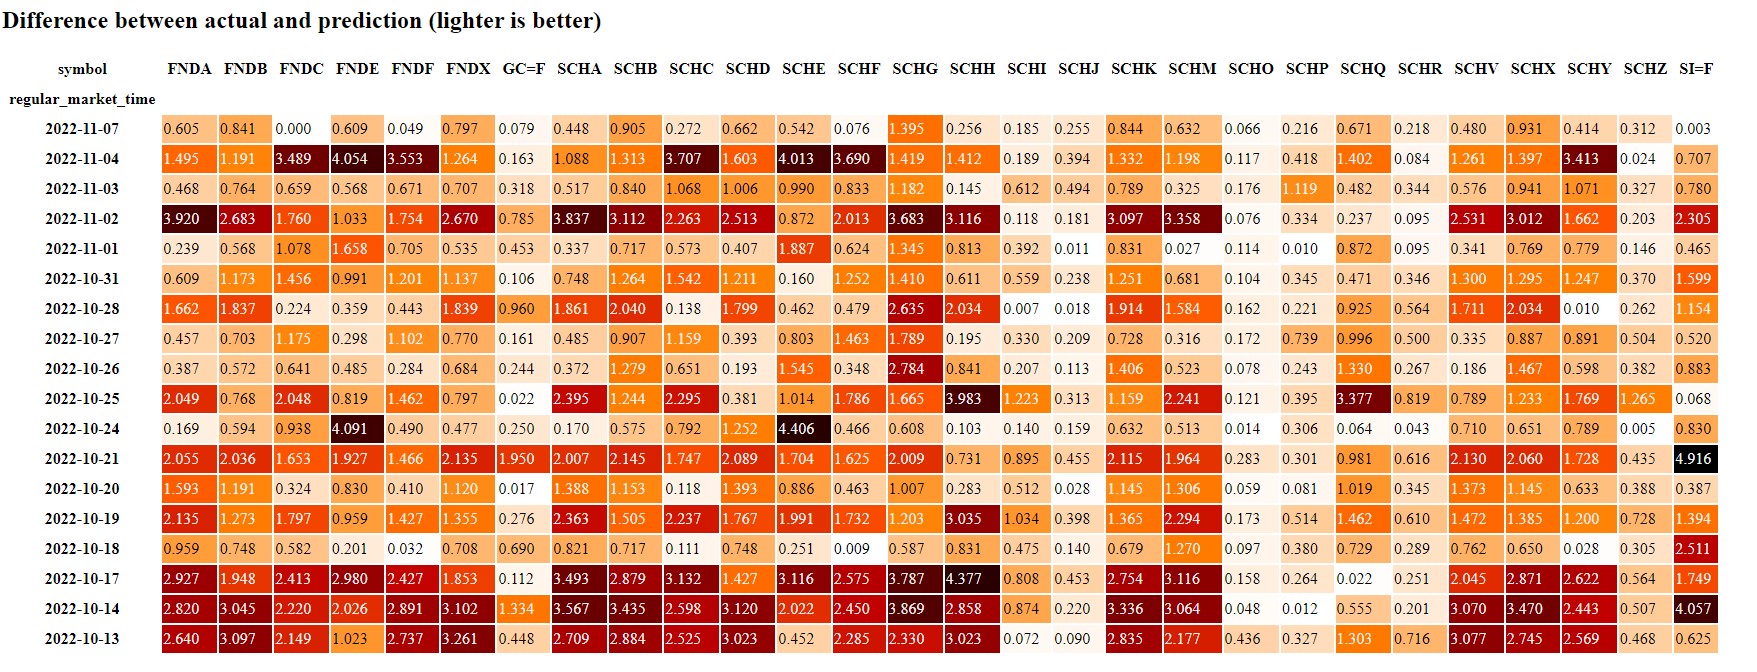 Difference between actual and prediction (lighter is better)
symbol FNDA FNDB FNDC FNDE FNDF FNDX GC=F SCHA SCHB SCHC SCHD SCHE SCHF SCHG SCHH SCHI SCHJ SCHK SCHM SCHO SCHP SCHQ SCHR SCHV SCHX SCHY SCHZ SI=F
regular_market_time
2022-11-07 0.605 0.841 0.000 0.609 0.049 0.797 0.079 0.448 0.905 0.272 0.662 0.542 0.076 1.395 0.256 0.185 0.255 0.844 0.632 0.066 0.216 0.671 0.218 0.480 0.931 0.414 0.312 0.003
2022-11-04 1.495 1.191 3.489 4.054 3.553 1.264 0.163 1.088 1.313 3.707 1.603 4.013 3.690 1.419 1.412 0.189 0.394 1.332 1.198 0.117 0.418 1.402 0.084 1.261 1.397 3.413 0.024 0.707
2022-11-03 0.468 0.764 0.659 0.568 0.671 0.707 0.318 0.517 0.840 1.068 1.006 0.990 0.833 1.182 0.145 0.612 0.494 0.789 0.325 0.176 1.119 0.482 0.344 0.576 0.941 1.071 0.327 0.780
2022-11-02 3.920 2.683 1.760 1.033 1.754 2.670 0.785 3.837 3.112 2.263 2.513 0.872 2.013 3.683 3.116 0.118 0.181 3.097 3.358 0.076 0.334 0.237 0.095 2.531 3.012 1.662 0.203 2.305
2022-11-01 0.239 0.568 1.078 1.658 0.705 0.535 0.453 0.337 0.717 0.573 0.407 1.887 0.624 1.345 0.813 0.392 0.011 0.831 0.027 0.114 0.010 0.872 0.095 0.341 0.769 0.779 0.146 0.465
2022-10-31 0.609 1.173 1.456 0.991 1.201 1.137 0.106 0.748 1.264 1.542 1.211 0.160 1.252 1.410 0.611 0.559 0.238 1.251 0.681 0.104 0.345 0.471 0.346 1.300 1.295 1.247 0.370 1.599
2022-10-28 1.662 1.837 0.224 0.359 0.443 1.839 0.960 1.861 2.040 0.138 1.799 0.462 0.479 2.635 2.034 0.007 0.018 1.914 1.584 0.162 0.221 0.925 0.564 1.711 2.034 0.010 0.262 1.154
2022-10-27 0.457 0.703 1.175 0.298 1.102 0.770 0.161 0.485 0.907 1.159 0.393 0.803 1.463 1.789 0.195 0.330 0.209 0.728 0.316 0.172 0.739 0.996 0.500 0.335 0.887 0.891 0.504 0.520
2022-10-26 0.387 0.572 0.641 0.485 0.284 0.684 0.244 0.372 1.279 0.651 0.193 1.545 0.348 2.784 0.841 0.207 0.113 1.406 0.523 0.078 0.243 1.330 0.267 0.186 1.467 0.598 0.382 0.883
2022-10-25 2.049 0.768 2.048 0.819 1.462 0.797 0.022 2.395 1.244 2.295 0.381 1.014 1.786 1.665 3.983 1.223 0.313 1.159 2.241 0.121 0.395 3.377 0.819 0.789 1.233 1.769 1.265 0.068
2022-10-24 0.169 0.594 0.938 4.091 0.490 0.477 0.250 0.170 0.575 0.792 1.252 4.406 0.466 0.608 0.103 0.140 0.159 0.632 0.513 0.014 0.306 0.064 0.043 0.710 0.651 0.789 0.005 0.830
2022-10-21 2.055 2.036 1.653 1.927 1.466 2.135 1.950 2.007 2.145 1.747 2.089 1.704 1.625 2.009 0.731 0.895 0.455 2.115 1.964 0.283 0.301 0.981 0.616 2.130 2.060 1.728 0.435 4.916
2022-10-20 1.593 1.191 0.324 0.830 0.410 1.120 0.017 1.388 1.153 0.118 1.393 0.886 0.463 1.007 0.283 0.512 0.028 1.145 1.306 0.059 0.081 1.019 0.345 1.373 1.145 0.633 0.388 0.387
2022-10-19 2.135 1.273 1.797 0.959 1.427 1.355 0.276 2.363 1.505 2.237 1.767 1.991 1.732 1.203 3.035 1.034 0.398 1.365 2.294 0.173 0.514 1.462 0.610 1.472 1.385 1.200 0.728 1.394
2022-10-18 0.959 0.748 0.582 0.201 0.032 0.708 0.690 0.821 0.717 0.111 0.748 0.251 0.009 0.587 0.831 0.475 0.140 0.679 1.270 0.097 0.380 0.729 0.289 0.762 0.650 0.028 0.305 2.511
2022-10-17 2.927 1.948 2.413 2.980 2.427 1.853 0.112 3.493 2.879 3.132 1.427 3.116 2.575 3.787 4.377 0.808 0.453 2.754 3.116 0.158 0.264 0.022 0.251 2.045 2.871 2.622 0.564 1.749
2022-10-14 2.820 3.045 2.220 2.026 2.891 3.102 1.334 3.567 3.435 2.598 3.120 2.022 2.450 3.869 2.858 0.874 0.220 3.336 3.064 0.048 0.012 0.555 0.201 3.070 3.470 2.443 0.507 4.057
2022-10-13 2.640 3.097 2.149 1.023 2.737 3.261 0.448 2.709 2.884 2.525 3.023 0.452 2.285 2.330 3.023 0.072 0.090 2.835 2.177 0.436 0.327 1.303 0.716 3.077 2.745 2.569 0.468 0.625